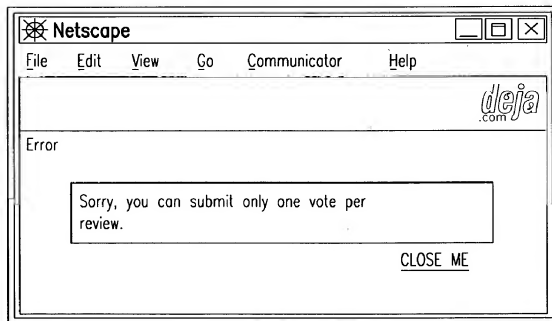 Netscape
File Edit View Go Communicator Help
deja
.com
Error
Sorry, you can submit only one vote per
review.
CLOSE ME